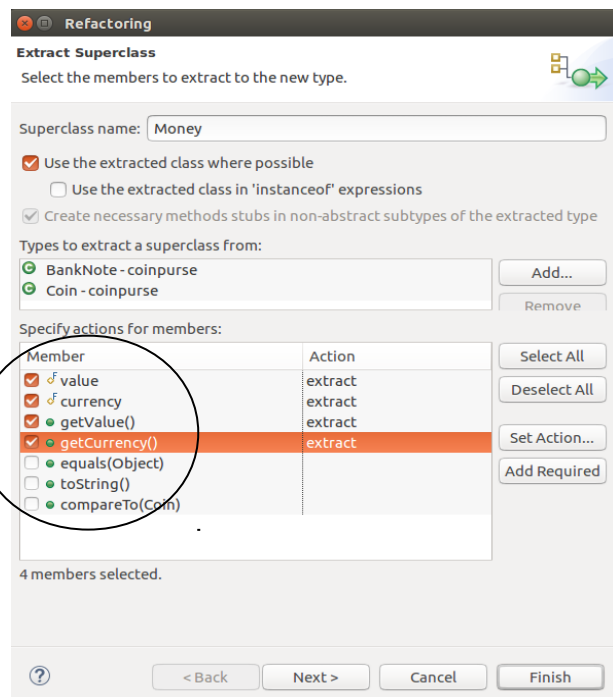 Refactoring
Extract Superclass
Select the members to extract to the new type.
Superclass name: Money
Use the extracted class where possible
Use the extracted class in 'instanceof' expressions
Create necessary methods stubs in non-abstract subtypes of the extracted type
Types to extract a superclass from:
C BankNote - coinpurse
C Coin - coinpurse
Add...
Remove
Specify actions for members:
Member Action
F value extract
F currency extract
getValue() extract
getCurrency() extract
equals(Object)
toString()
compareTo(Coin)
Select All
Deselect All
Set Action...
Add Required
4 members selected.
? < Back Next > Cancel Finish